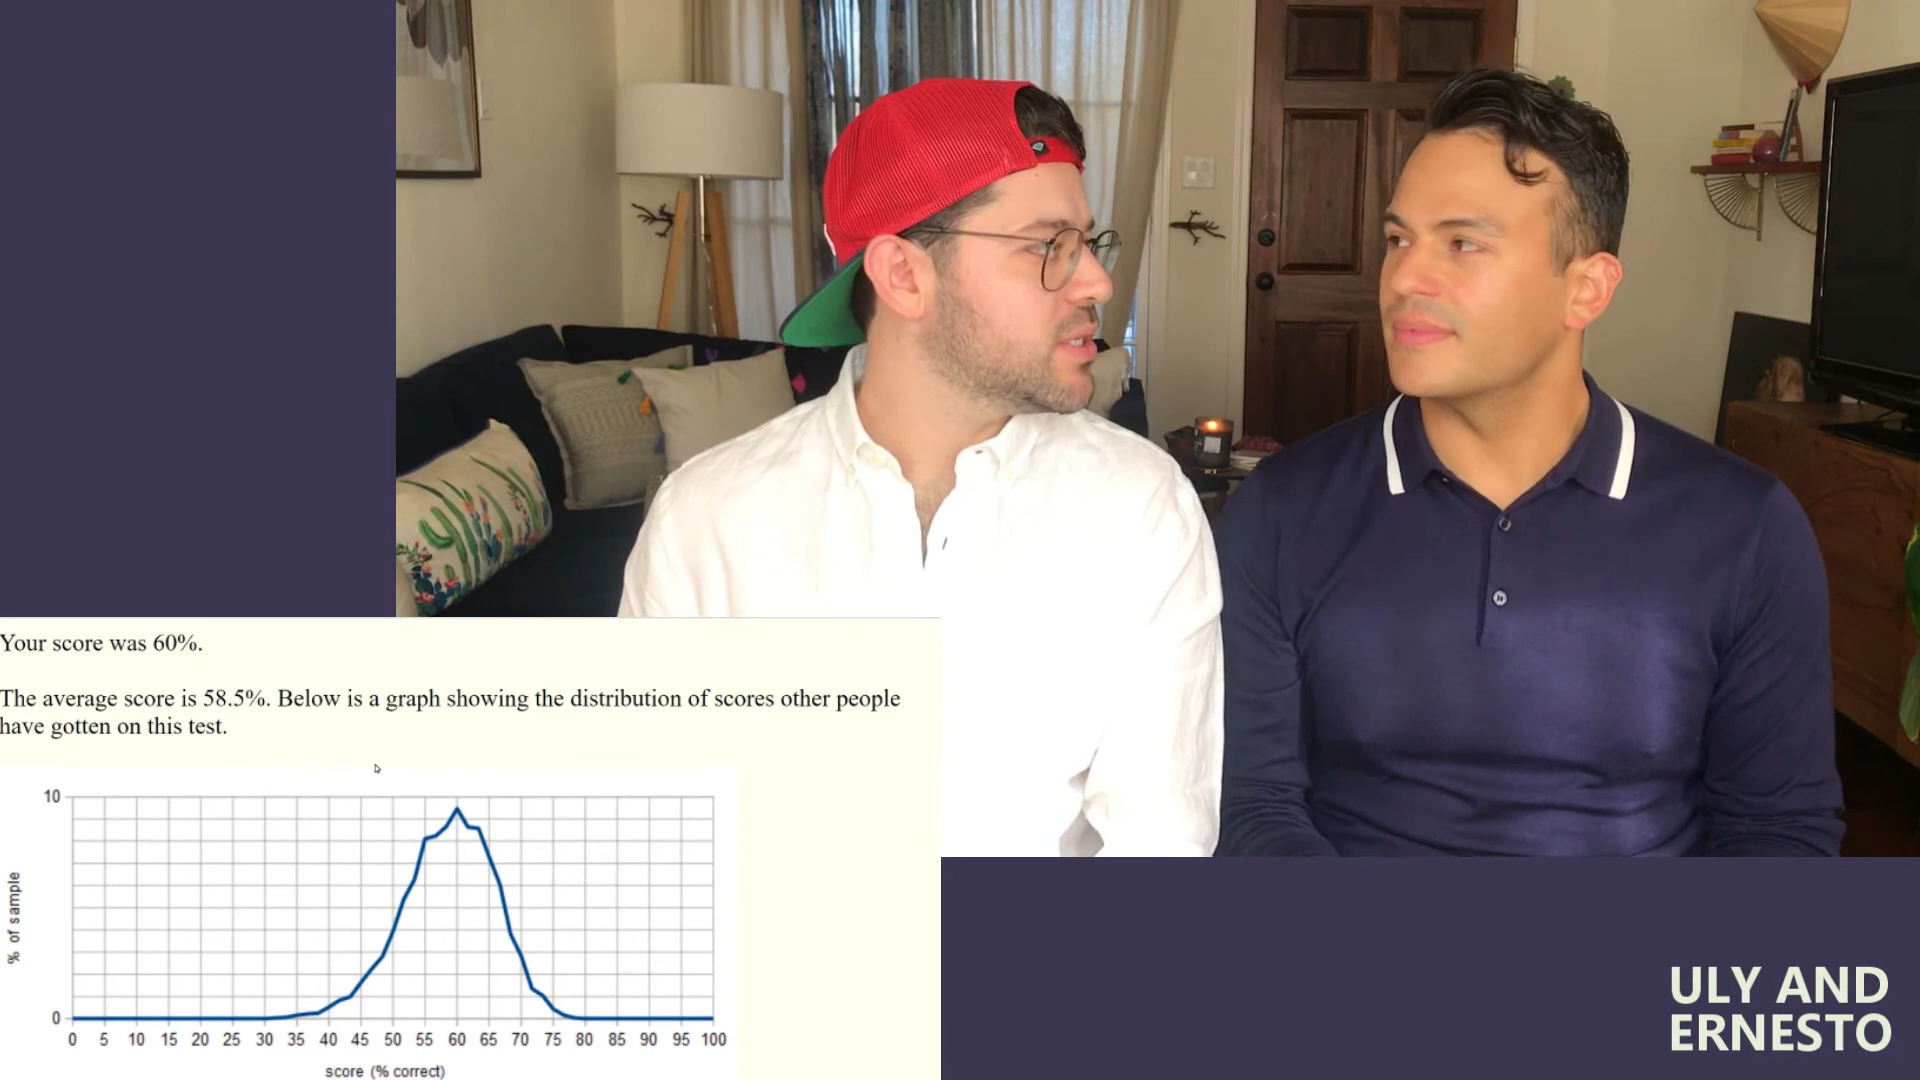 Your score was 60%.
The average score is 58.5%. Below is a graph showing the distribution of scores other people
have gotten on this test.
10
% of sample
0
0 5 10 15 20 25 30 35 40 45 50 55 60 65 70 75 80 85 90 95 100
score (% correct)
ULY AND
ERNESTO